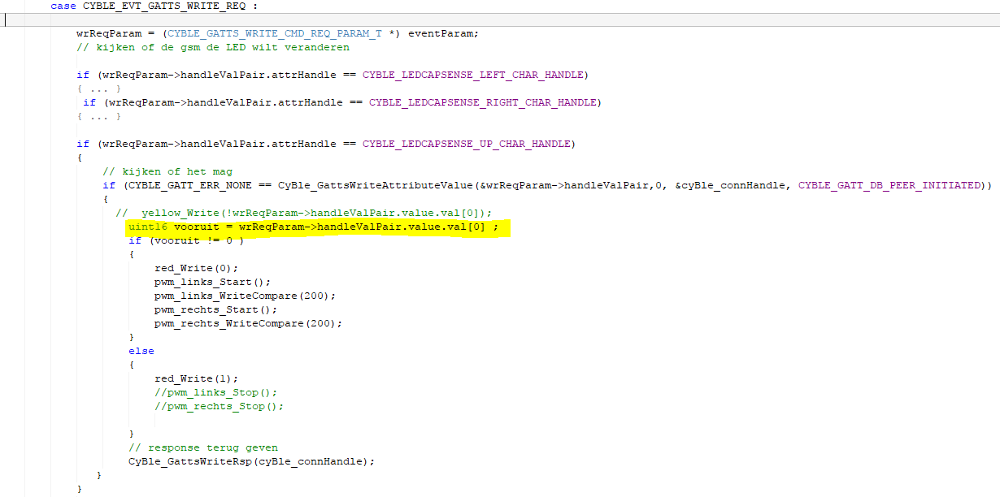 case CYBLE_EVT_GATTS_WRITE_REQ :
wrReqParam = (CYBLE_GATTS_WRITE_CMD_REQ_PARAM_T *) eventParam;
// kijken of de gsm de LED wilt veranderen
if (wrReqParam->handleValPair.attrHandle == CYBLE_LEDCAPSENSE_LEFT_CHAR_HANDLE)
{ ... }
if (wrReqParam->handleValPair.attrHandle == CYBLE_LEDCAPSENSE_RIGHT_CHAR_HANDLE)
{ ... }
if (wrReqParam->handleValPair.attrHandle == CYBLE_LEDCAPSENSE_UP_CHAR_HANDLE)
{
// kijken of het mag
if (CYBLE_GATT_ERR_NONE == CyBle_GattsWriteAttributeValue(&wrReqParam->handleValPair,0, &cyBle_connHandle, CYBLE_GATT_DB_PEER_INITIATED))
{
//  yellow_Write(!wrReqParam->handleValPair.value.val[0]);
uint16 vooruit = wrReqParam->handleValPair.value.val[0] ;
if (vooruit != 0 )
{
red_Write(0);
pwm_links_Start();
pwm_links_WriteCompare(200);
pwm_rechts_Start();
pwm_rechts_WriteCompare(200);
}
else
{
red_Write(1);
//pwm_links_Stop();
//pwm_rechts_Stop();
}
// response terug geven
CyBle_GattsWriteRsp(cyBle_connHandle);
}
}